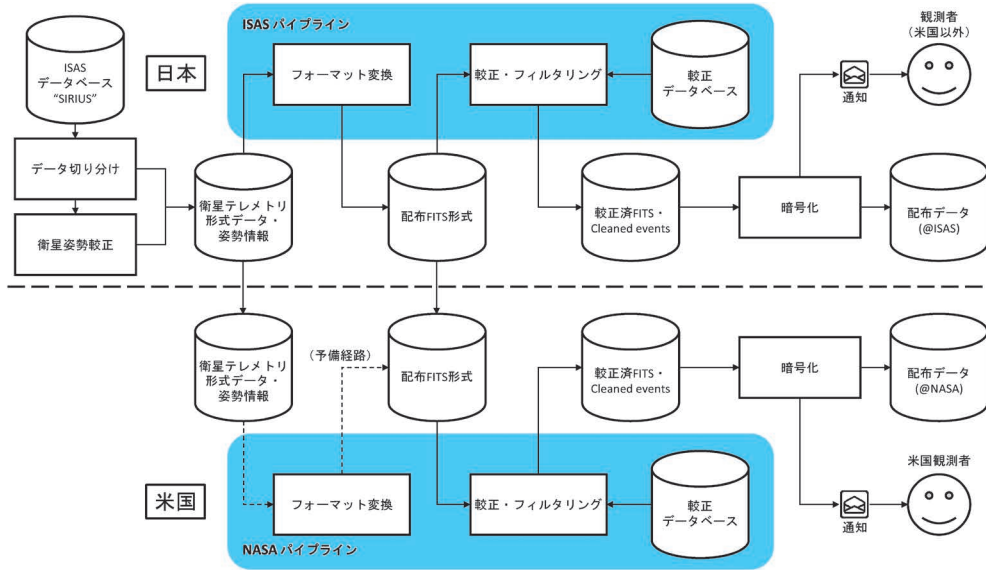 ISAS パイプライン
ISAS
データベース
“SIRIUS”
日本
フォーマット変換
較正・フィルタリング
較正
データベース
通知
観測者
(米国以外)
データ切り分け
衛星姿勢較正
衛星テレメトリ
形式データ・
姿勢情報
配布FITS形式
較正済FITS・
Cleaned events
暗号化
配布データ
(@ISAS)
衛星テレメトリ
形式データ・
姿勢情報
(予備経路)
配布FITS形式
較正済FITS・
Cleaned events
暗号化
配布データ
(@NASA)
米国
フォーマット変換
較正・フィルタリング
較正
データベース
通知
米国観測者
NASA パイプライン